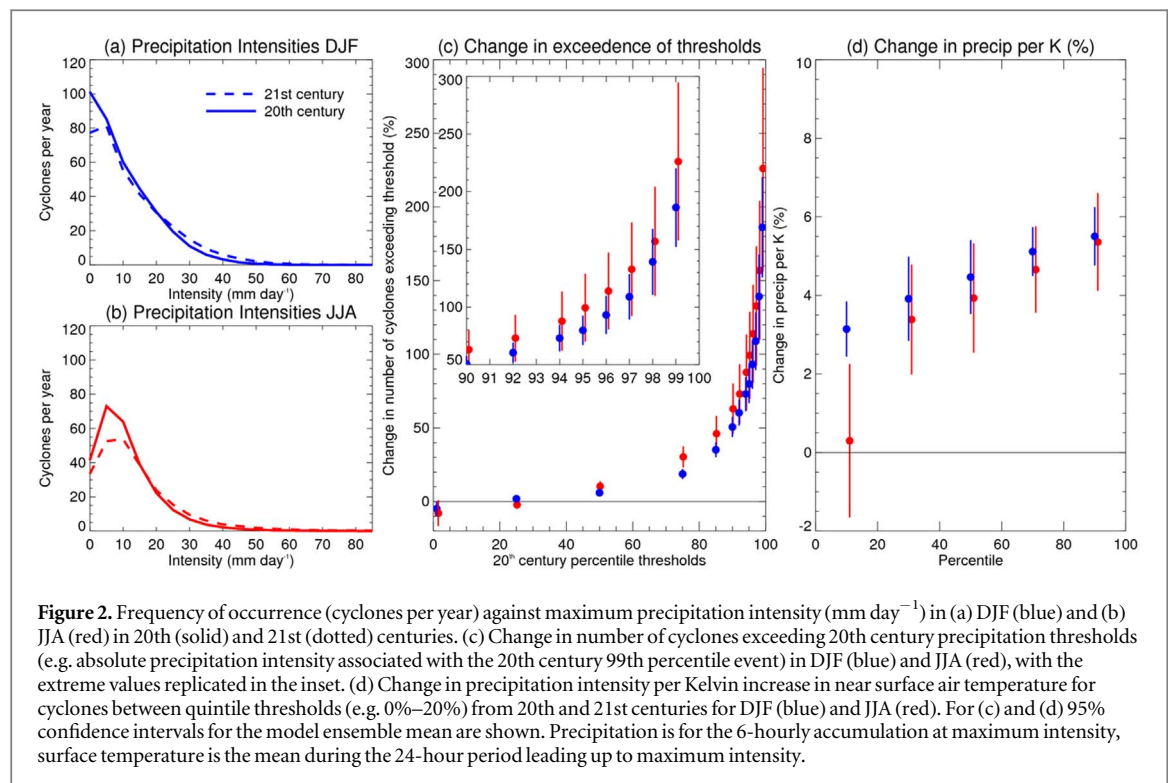 (a) Precipitation Intensities DJF
Cyclones per year
120
100
80
60
40
20
0
21st century
20th century
0 10 20 30 40 50 60 70 80
Intensity (mm day⁻¹)
(b) Precipitation Intensities JJA
Cyclones per year
120
100
80
60
40
20
0
0 10 20 30 40 50 60 70 80
Intensity (mm day⁻¹)
(c) Change in exceedence of thresholds
Change in number of cyclones exceeding threshold (%)
300
250
200
150
100
50
0
300
250
200
150
100
50
90 91 92 93 94 95 96 97 98 99 100
0 20 40 60 80 100
20th century percentile thresholds
(d) Change in precip per K (%)
Change in precip per K (%)
10
8
6
4
2
0
-2
0 20 40 60 80 100
Percentile
Figure 2. Frequency of occurrence (cyclones per year) against maximum precipitation intensity (mm day⁻¹) in (a) DJF (blue) and (b)
JJA (red) in 20th (solid) and 21st (dotted) centuries. (c) Change in number of cyclones exceeding 20th century precipitation thresholds
(e.g. absolute precipitation intensity associated with the 20th century 99th percentile event) in DJF (blue) and JJA (red), with the
extreme values replicated in the inset. (d) Change in precipitation intensity per Kelvin increase in near surface air temperature for
cyclones between quintile thresholds (e.g. 0%–20%) from 20th and 21st centuries for DJF (blue) and JJA (red). For (c) and (d) 95%
confidence intervals for the model ensemble mean are shown. Precipitation is for the 6-hourly accumulation at maximum intensity,
surface temperature is the mean during the 24-hour period leading up to maximum intensity.